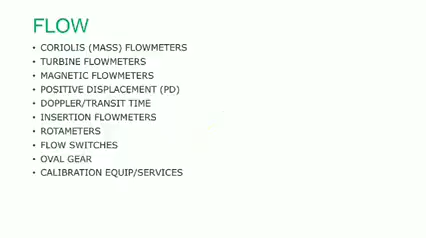 FLOW
• CORIOLIS (MASS) FLOWMETERS
• TURBINE FLOWMETERS
• MAGNETIC FLOWMETERS
• POSITIVE DISPLACEMENT (PD)
• DOPPLER/TRANSIT TIME
• INSERTION FLOWMETERS
• ROTAMETERS
• FLOW SWITCHES
• OVAL GEAR
• CALIBRATION EQUIP/SERVICES